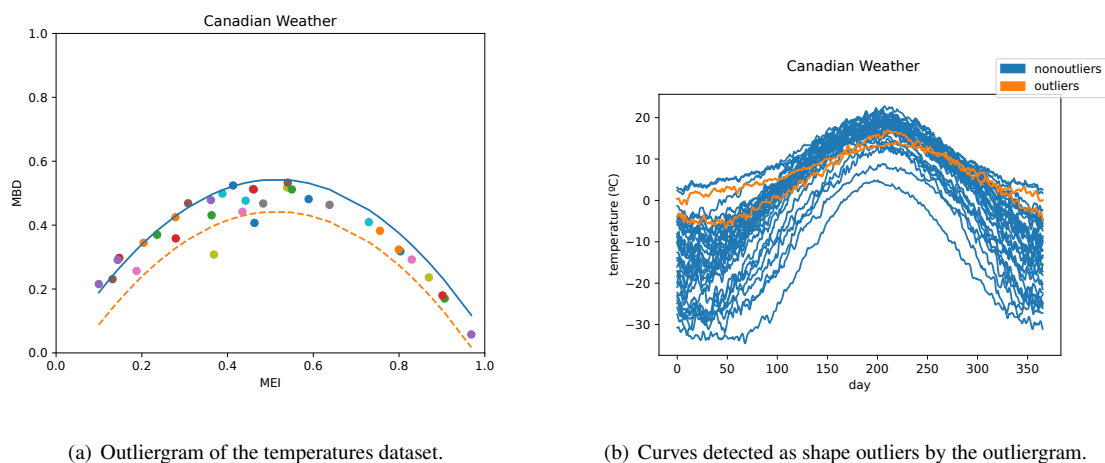 Canadian Weather
1.0
0.8
0.6
0.4
0.2
0.0
MBD
0.0 0.2 0.4 0.6 0.8 1.0
MEI
(a) Outliergram of the temperatures dataset.
Canadian Weather
nonoutliers
outliers
20
10
0
−10
−20
−30
temperature (ºC)
0 50 100 150 200 250 300 350
day
(b) Curves detected as shape outliers by the outliergram.